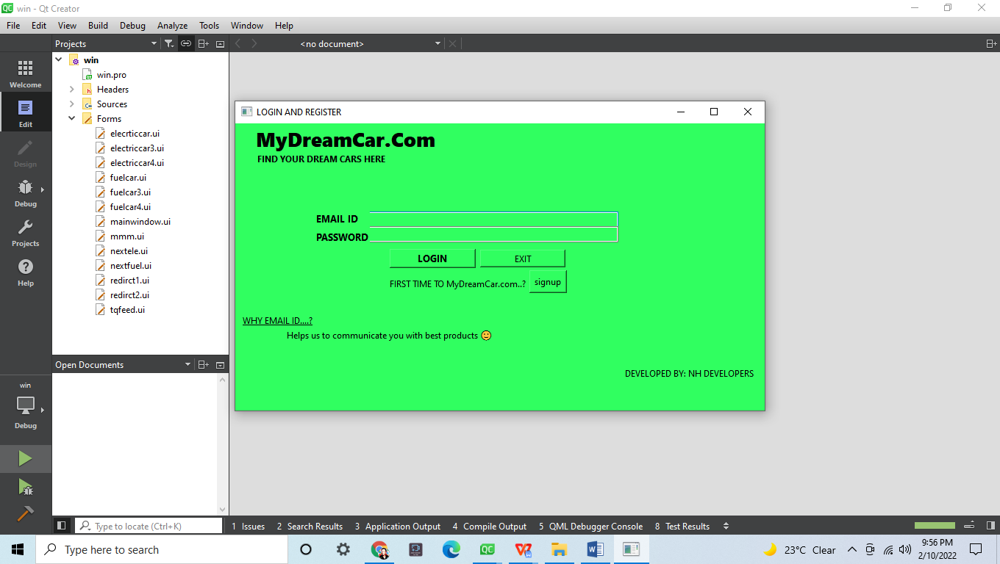 win - Qt Creator
File Edit View Build Debug Analyze Tools Window Help
Projects
<no document>
Welcome
Edit
Design
Debug
Projects
Help
win
Debug
win
win.pro
Headers
Sources
Forms
elecrticcar.ui
electriccar3.ui
electriccar4.ui
fuelcar.ui
fuelcar3.ui
fuelcar4.ui
mainwindow.ui
mmm.ui
nextele.ui
nextfuel.ui
redirct1.ui
redirct2.ui
tqfeed.ui
Open Documents
LOGIN AND REGISTER
MyDreamCar.Com
FIND YOUR DREAM CARS HERE
EMAIL ID
PASSWORD
LOGIN EXIT
FIRST TIME TO MyDreamCar.com..? signup
WHY EMAIL ID....?
Helps us to communicate you with best products 🙂
DEVELOPED BY: NH DEVELOPERS
Type to locate (Ctrl+K) 1 Issues 2 Search Results 3 Application Output 4 Compile Output 5 QML Debugger Console 8 Test Results
Type here to search
23°C Clear
9:56 PM
2/10/2022